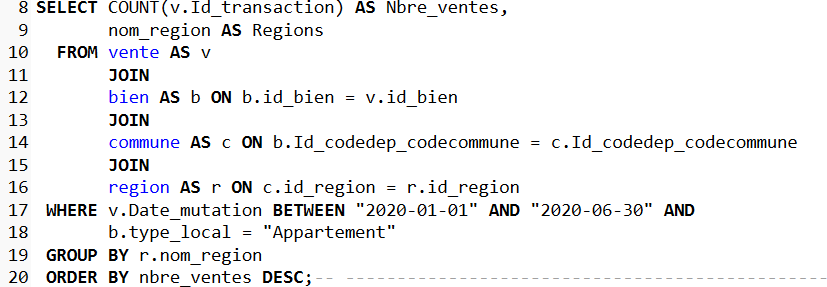 8 SELECT COUNT(v.Id_transaction) AS Nbre_ventes,
9 nom_region AS Regions
10 FROM vente AS v
11 JOIN
12 bien AS b ON b.id_bien = v.id_bien
13 JOIN
14 commune AS c ON b.Id_codedep_codecommune = c.Id_codedep_codecommune
15 JOIN
16 region AS r ON c.id_region = r.id_region
17 WHERE v.Date_mutation BETWEEN "2020-01-01" AND "2020-06-30" AND
18 b.type_local = "Appartement"
19 GROUP BY r.nom_region
20 ORDER BY nbre_ventes DESC;-- ----------------------------------------------